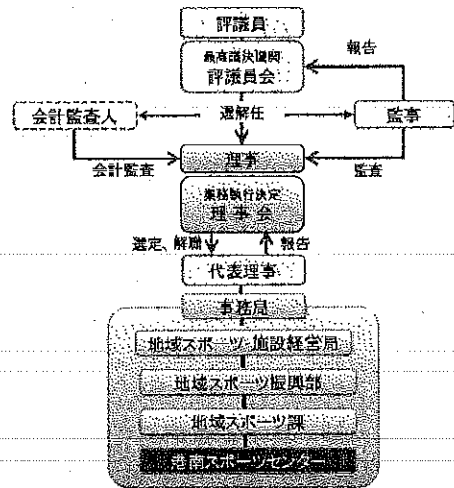 評議員
最高議決機関
評議員会
報告
会計監査人
選解任
監事
会計監査
理事
監査
業務執行決定
理事会
選定、解職
報告
代表理事
事務局
地域スポーツ・施設経営局
地域スポーツ振興部
地域スポーツ課
港南スポーツセンター